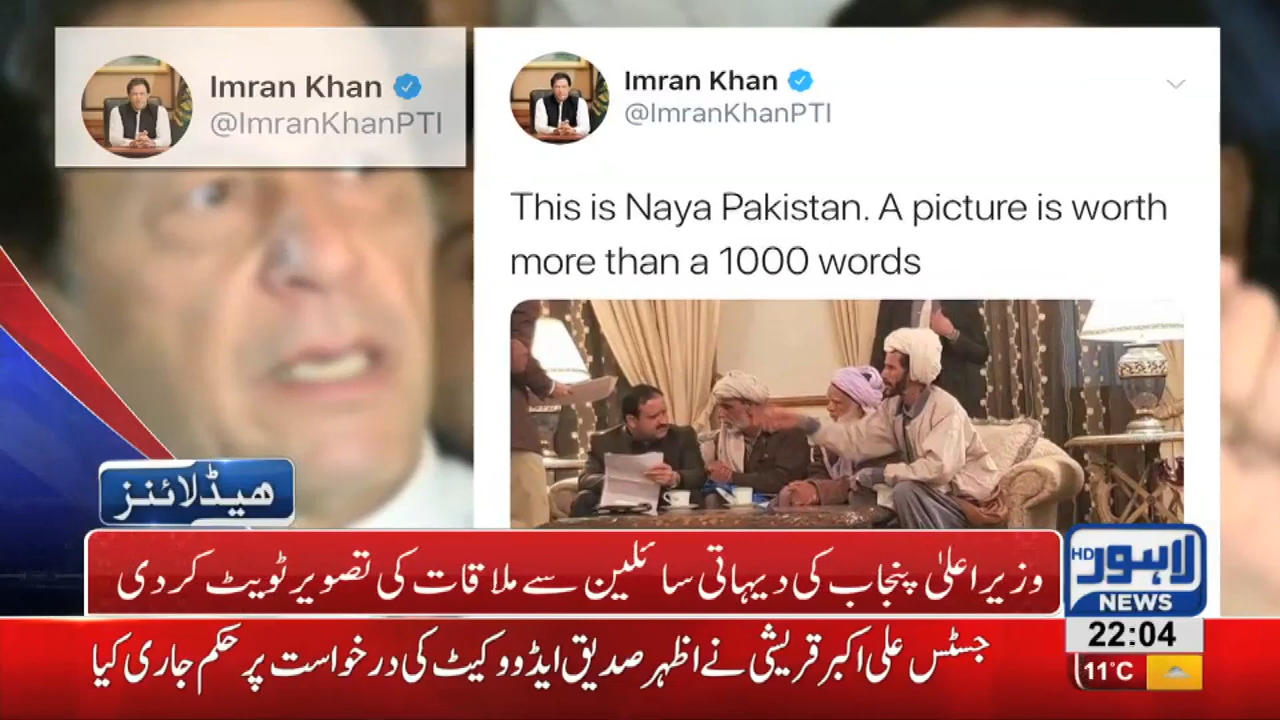 Imran Khan
@ImranKhanPTI
Imran Khan
@ImranKhanPTI
This is Naya Pakistan. A picture is worth
more than a 1000 words
ہیڈلائنز
وزیراعلیٰ پنجاب کی دیہاتی سائلین سے ملاقات کی تصویر ٹویٹ کر دی
HD لاہور
NEWS
22:04
جسٹس علی اکبر قریشی نے اظہر صدیق ایڈووکیٹ کی درخواست پر حکم جاری کیا
11°C